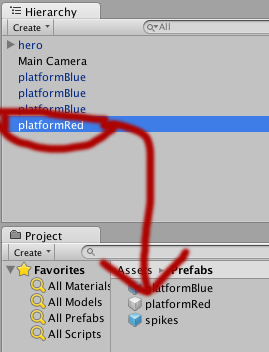 Hierarchy
Create All
hero
Main Camera
platformBlue
platformBlue
platformBlue
platformRed
Project
Create
Favorites
All Materials
All Models
All Prefabs
All Scripts
Assets Prefabs
platformBlue
platformRed
spikes